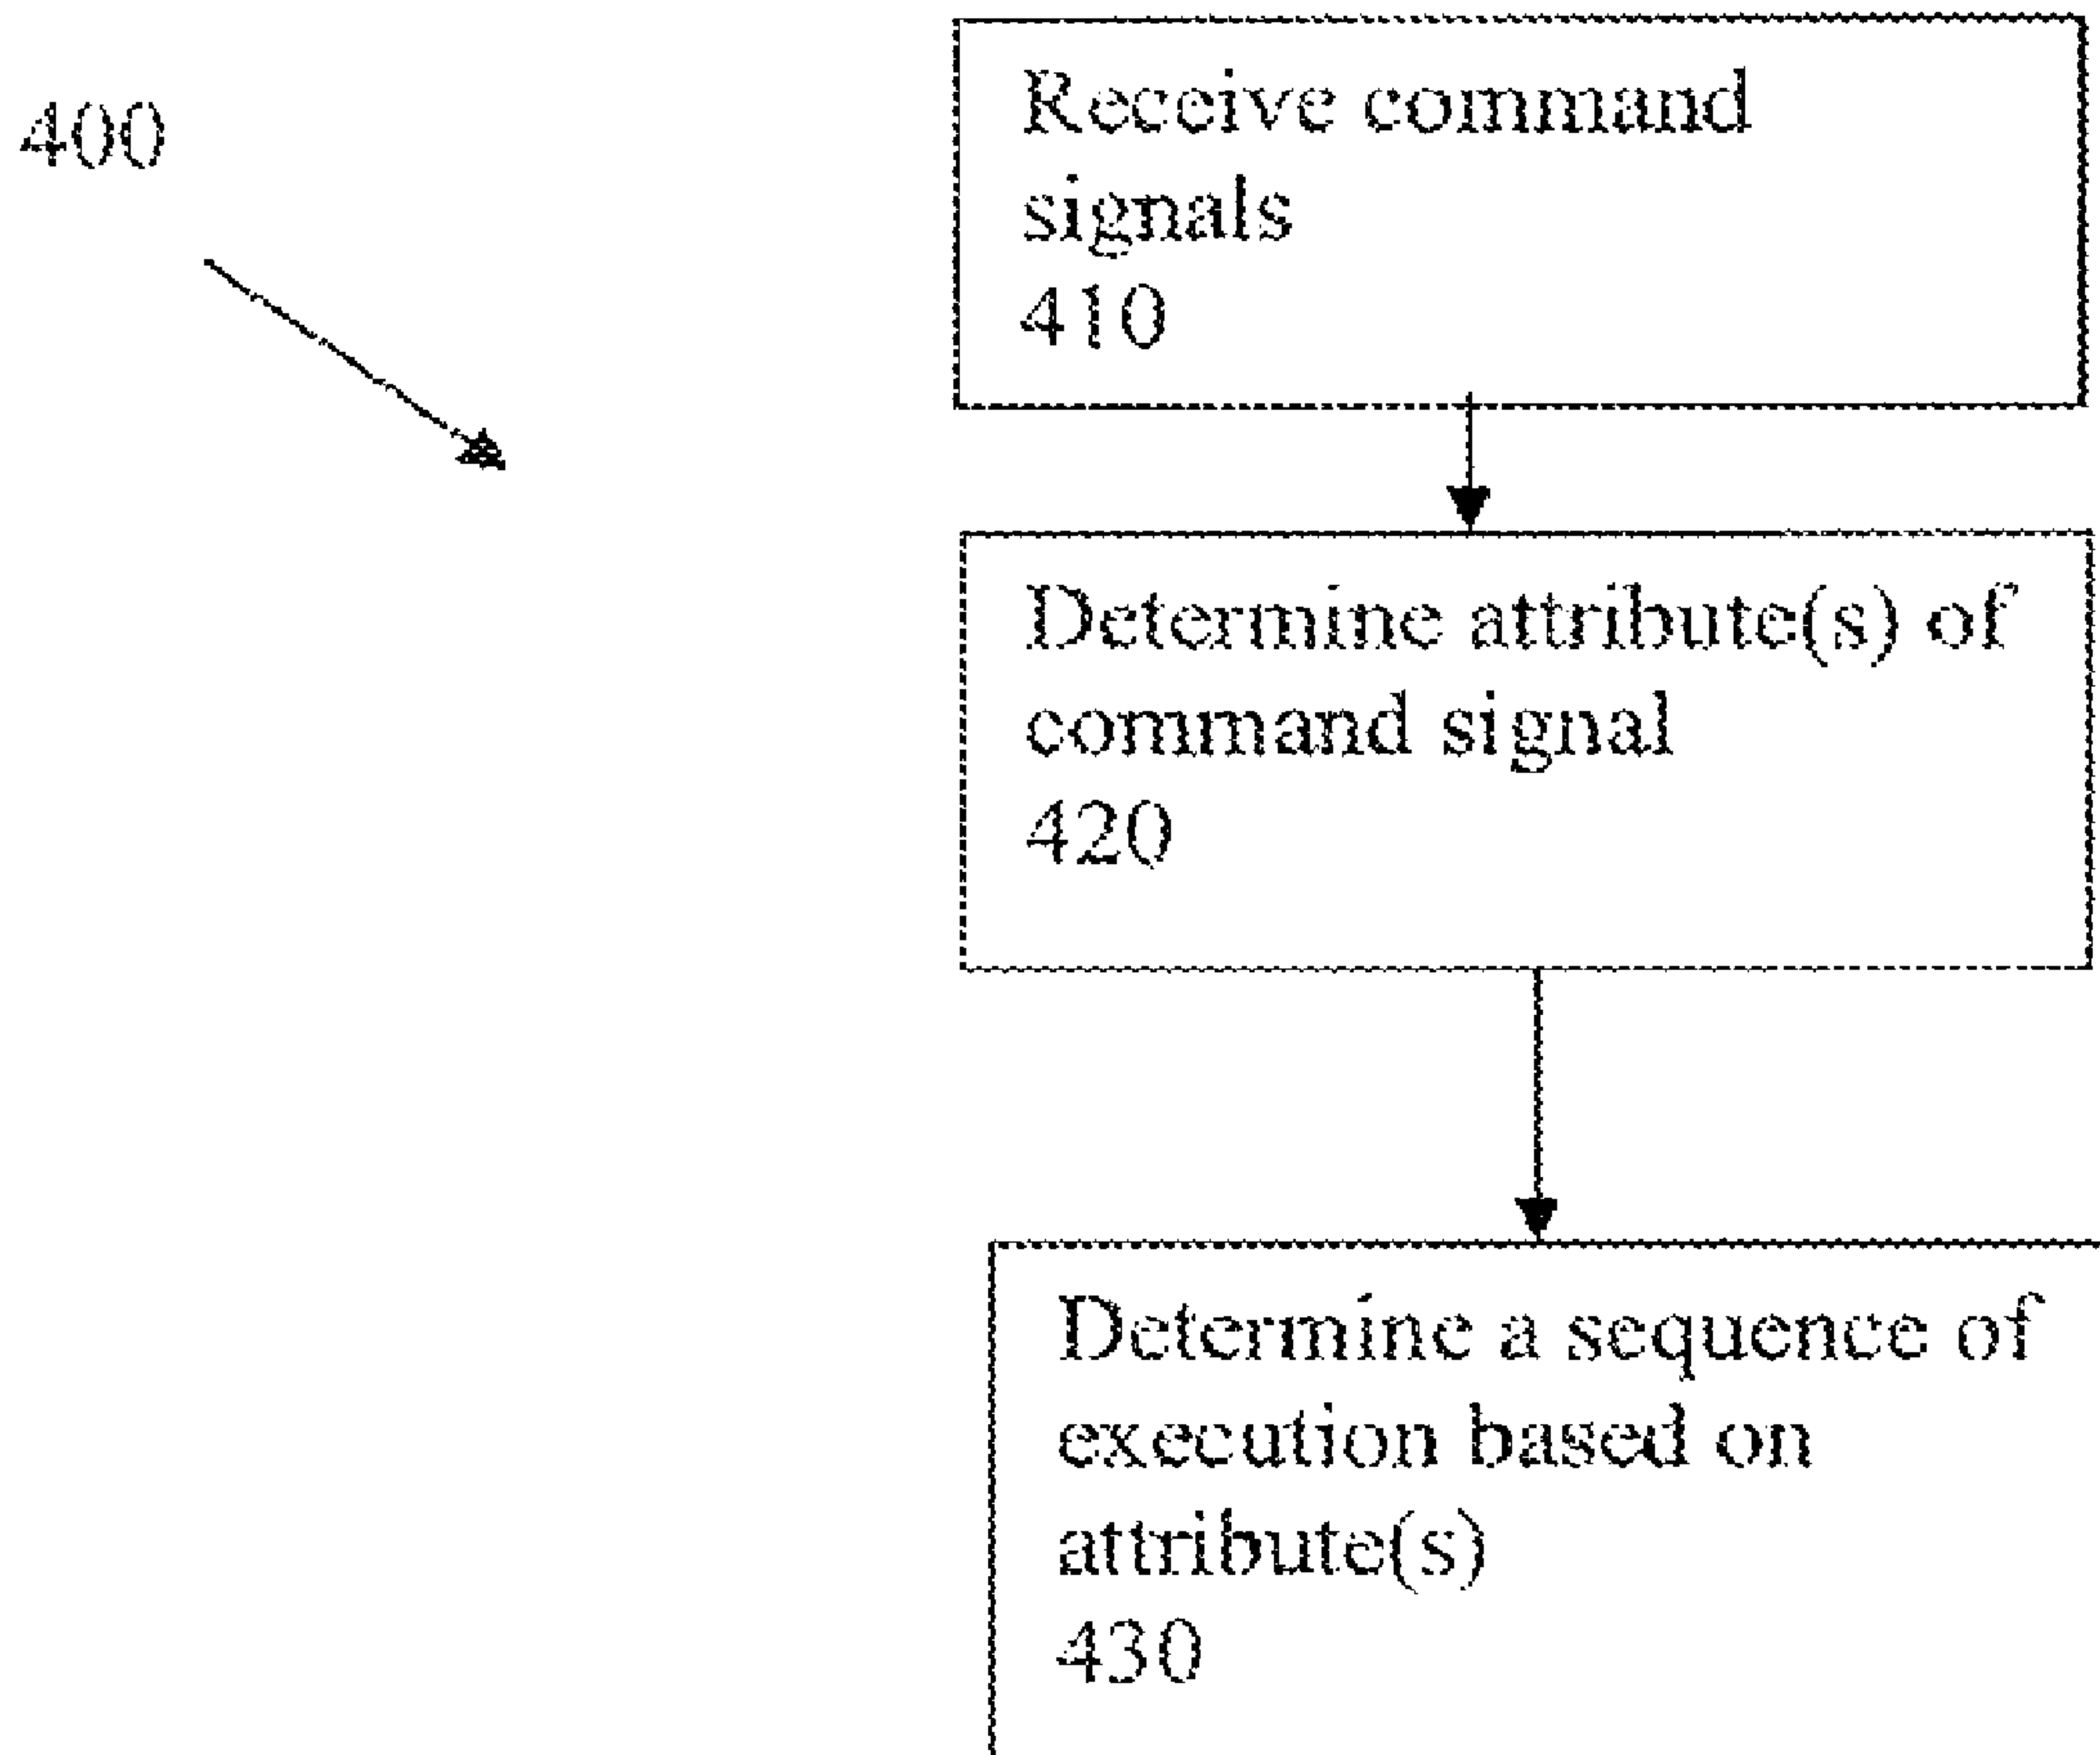 400
Receive command
signals
410
Determine attribute(s) of
command signal
420
Determine a sequence of
execution based on
attribute(s)
430